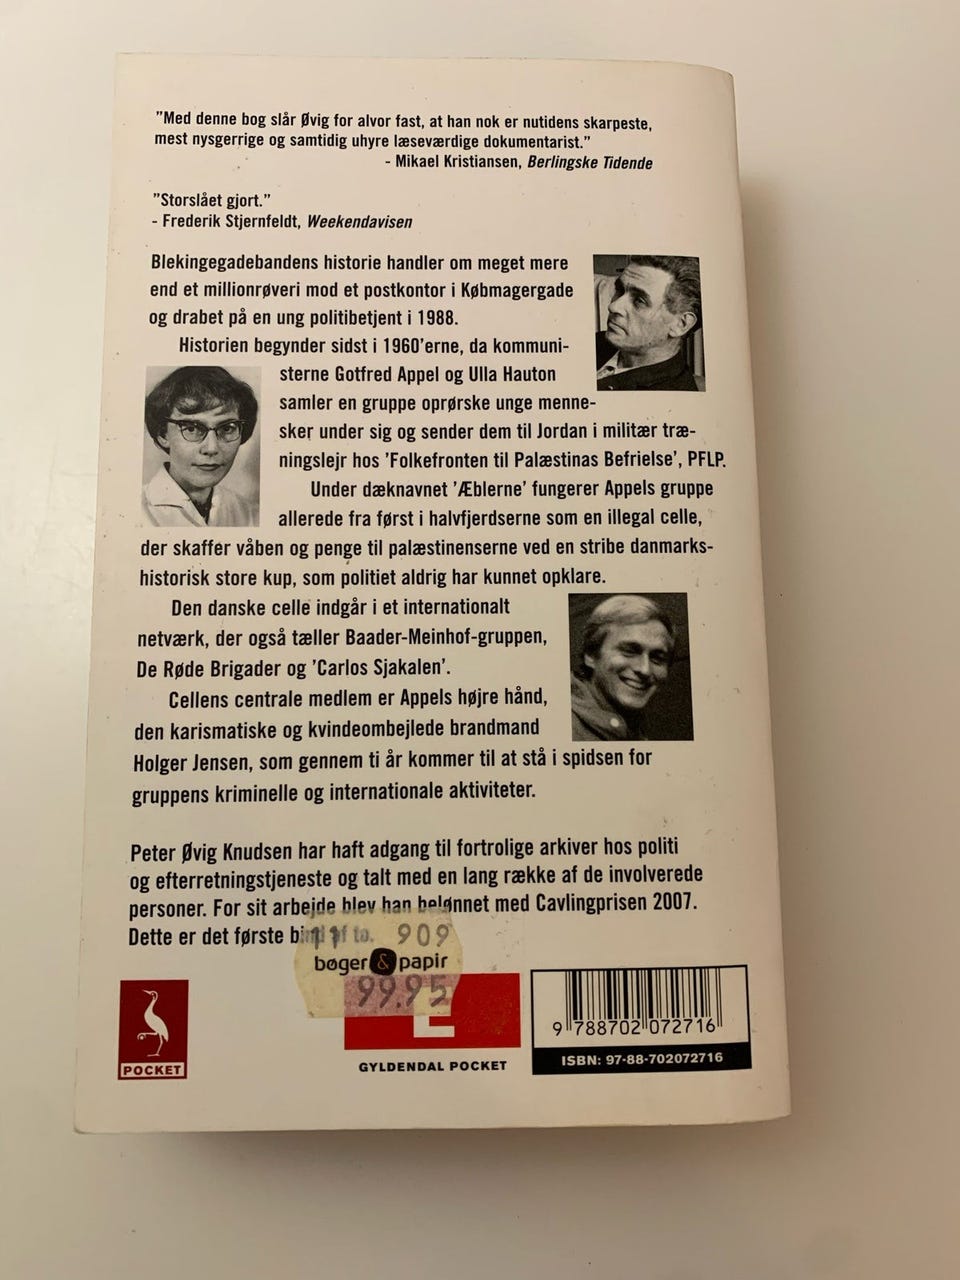 "Med denne bog slår Øvig for alvor fast, at han nok er nutidens skarpeste,
mest nysgerrige og samtidig uhyre læseværdige dokumentarist."
- Mikael Kristiansen, Berlingske Tidende
"Storslået gjort."
- Frederik Stjernfeldt, Weekendavisen
Blekingegadebandens historie handler om meget mere
end et millionrøveri mod et postkontor i Købmagergade
og drabet på en ung politibetjent i 1988.
Historien begynder sidst i 1960'erne, da kommuni-
sterne Gotfred Appel og Ulla Hauton
samler en gruppe oprørske unge menne-
sker under sig og sender dem til Jordan i militær træ-
ningslejr hos 'Folkefronten til Palæstinas Befrielse', PFLP.
Under dæknavnet 'Æblerne' fungerer Appels gruppe
allerede fra først i halvfjerdserne som en illegal celle,
der skaffer våben og penge til palæstinenserne ved en stribe danmarks-
historisk store kup, som politiet aldrig har kunnet opklare.
Den danske celle indgår i et internationalt
netværk, der også tæller Baader-Meinhof-gruppen,
De Røde Brigader og 'Carlos Sjakalen'.
Cellens centrale medlem er Appels højre hånd,
den karismatiske og kvindeombejlede brandmand
Holger Jensen, som gennem ti år kommer til at stå i spidsen for
gruppens kriminelle og internationale aktiviteter.
Peter Øvig Knudsen har haft adgang til fortrolige arkiver hos politi
og efterretningstjeneste og talt med en lang række af de involverede
personer. For sit arbejde blev han belønnet med Cavlingprisen 2007.
Dette er det første bind af to.
11 909
bøger & papir
99.95
POCKET
GYLDENDAL POCKET
9 788702 072716
ISBN: 97-88-702072716